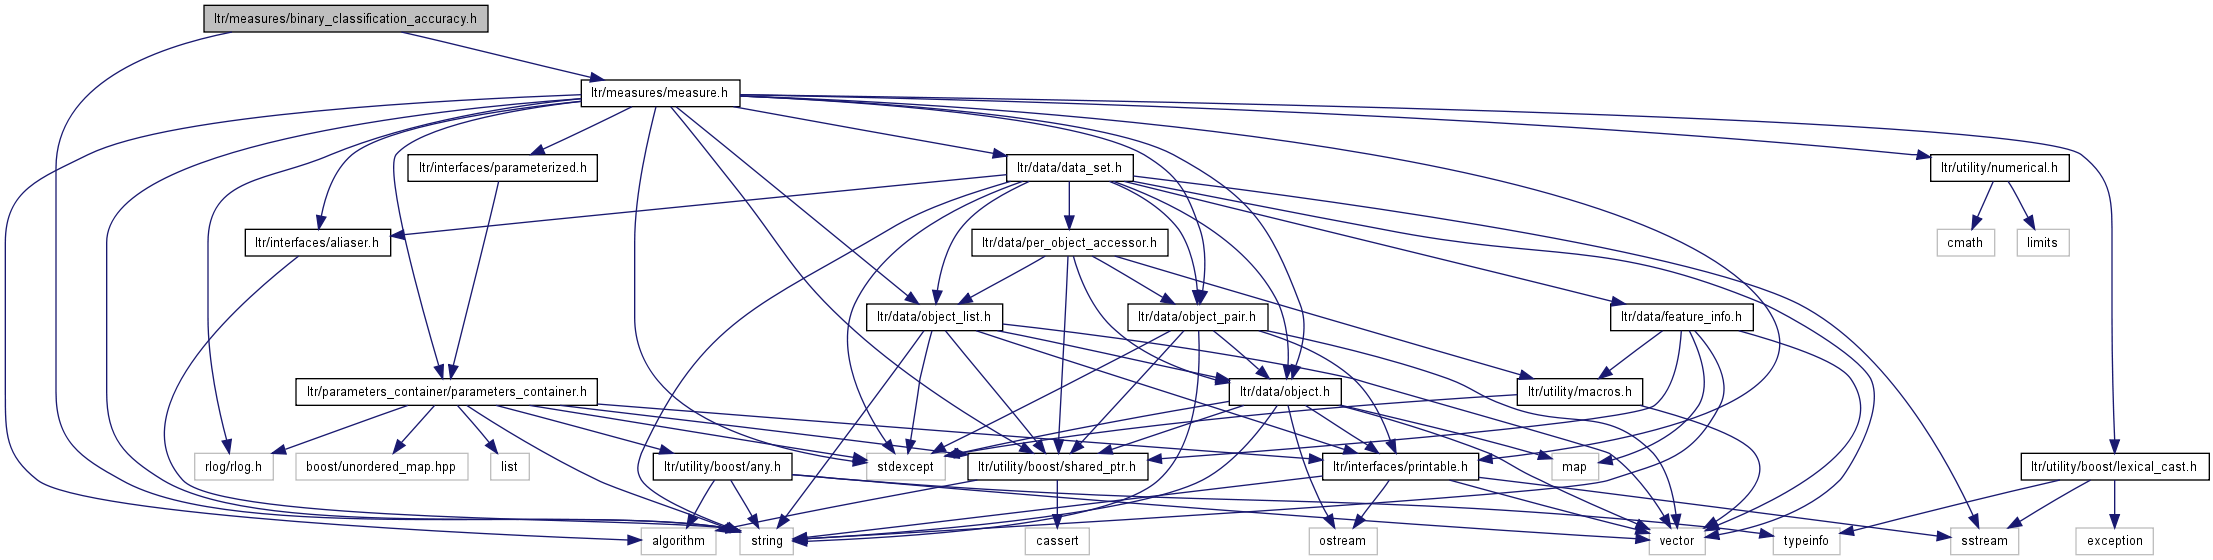 ltr/measures/binary_classification_accuracy.h
ltr/measures/measure.h
ltr/interfaces/parameterized.h
ltr/data/data_set.h
ltr/utility/numerical.h
ltr/interfaces/aliaser.h
ltr/data/per_object_accessor.h
cmath
limits
ltr/data/object_list.h
ltr/data/object_pair.h
ltr/data/feature_info.h
ltr/parameters_container/parameters_container.h
ltr/data/object.h
ltr/utility/macros.h
rlog/rlog.h
boost/unordered_map.hpp
list
ltr/utility/boost/any.h
stdexcept
ltr/utility/boost/shared_ptr.h
ltr/interfaces/printable.h
map
ltr/utility/boost/lexical_cast.h
algorithm
string
cassert
ostream
vector
typeinfo
sstream
exception